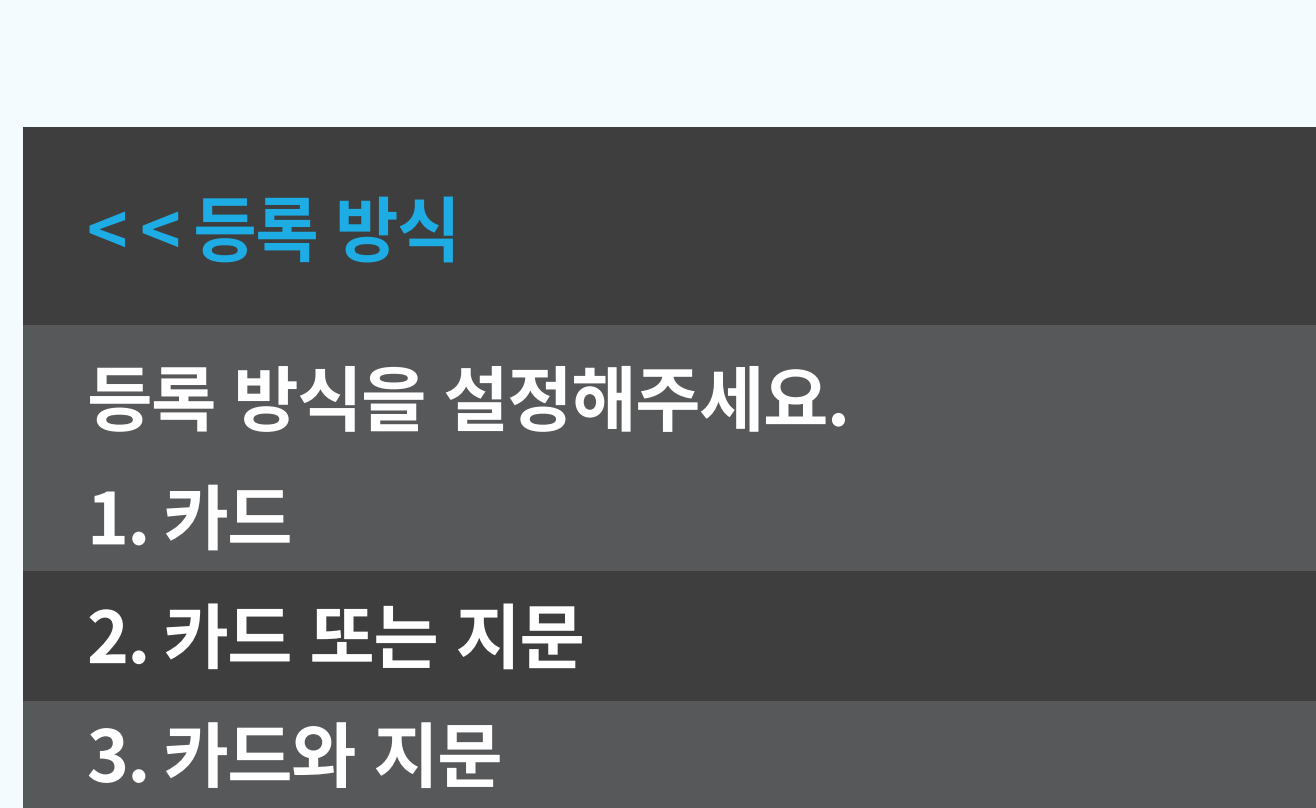 << 등록 방식
등록 방식을 설정해주세요.
1. 카드
2. 카드 또는 지문
3. 카드와 지문